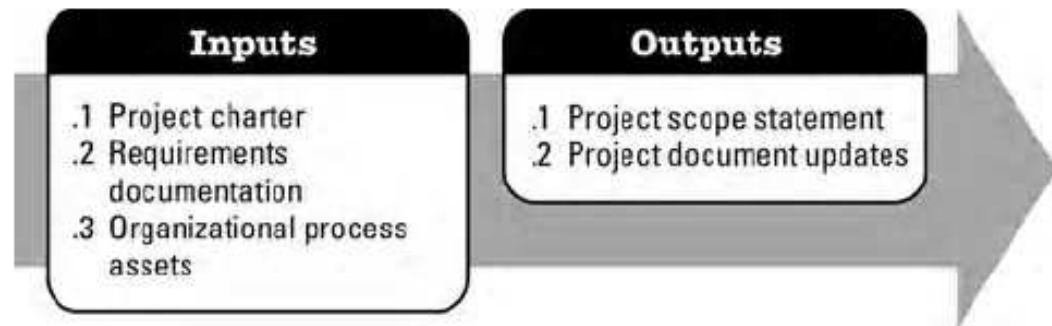 Inputs
.1 Project charter
.2 Requirements
documentation
.3 Organizational process
assets
Outputs
.1 Project scope statement
.2 Project document updates